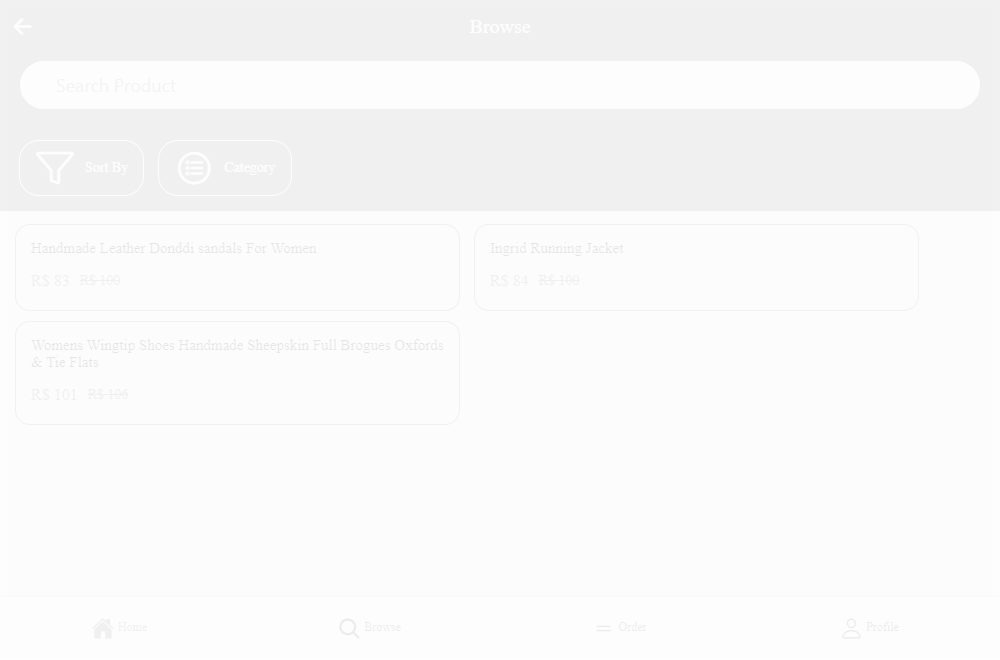 Browse
Search Product
Sort By
Category
Handmade Leather Donddi sandals For Women
R$ 83 R$ 100
Ingrid Running Jacket
R$ 84 R$ 100
Womens Wingtip Shoes Handmade Sheepskin Full Brogues Oxfords
& Tie Flats
R$ 101 R$ 106
Home
Browse
Order
Profile